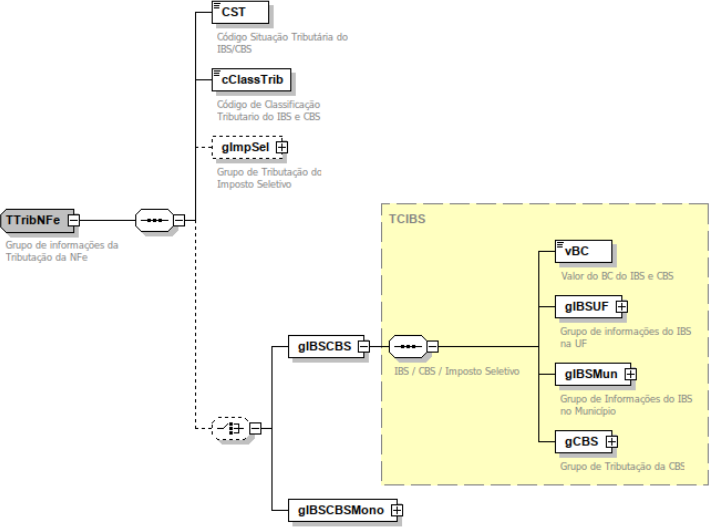 CST
Código Situação Tributária do
IBS/CBS
cClassTrib
Código de Classificação
Tributario do IBS e CBS
gImpSel
Grupo de Tributação do
Imposto Seletivo
TTribNFe
Grupo de informações da
Tributação da NFe
TCIBS
vBC
Valor do BC do IBS e CBS
gIBSUF
Grupo de informações do IBS
na UF
gIBSCBS
IBS / CBS / Imposto Seletivo
gIBSMun
Grupo de Informações do IBS
no Município
gCBS
Grupo de Tributação da CBS
gIBSCBSMono